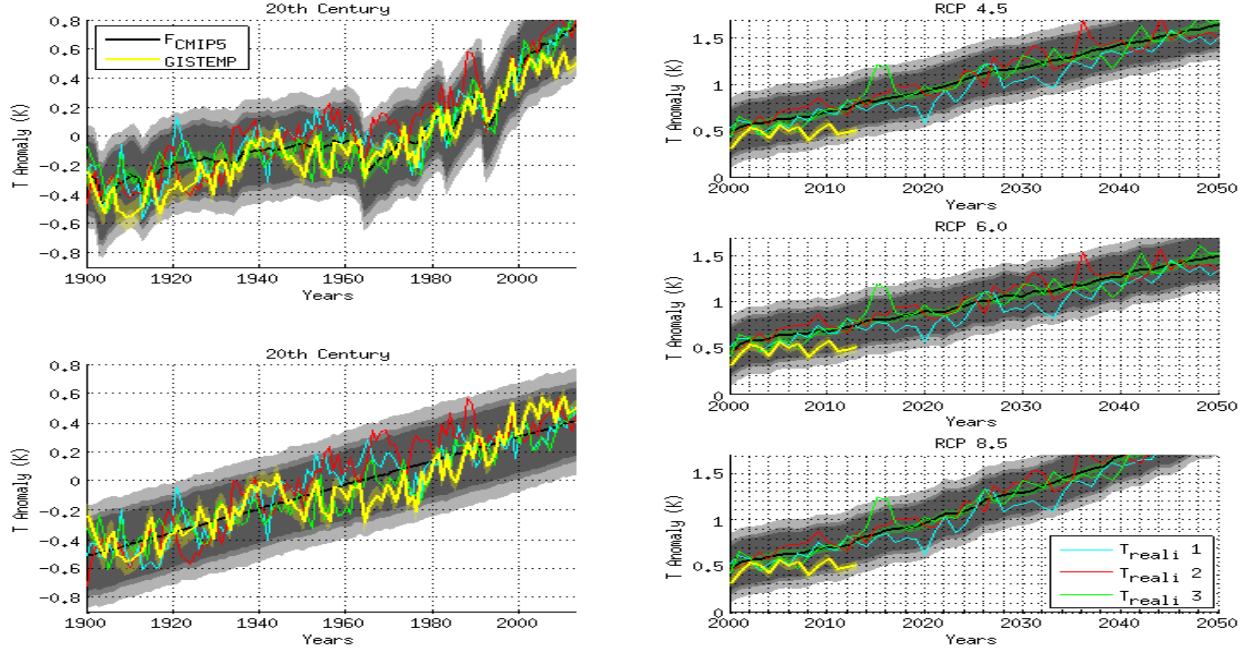 20th Century
T Anomaly (K)
0.8
0.6
0.4
0.2
0
-0.2
-0.4
-0.6
-0.8
F_CMIP5
GISTEMP
1900 1920 1940 1960 1980 2000
Years
20th Century
T Anomaly (K)
0.8
0.6
0.4
0.2
0
-0.2
-0.4
-0.6
-0.8
1900 1920 1940 1960 1980 2000
Years
RCP 4.5
T Anomaly (K)
1.5
1
0.5
0
2000 2010 2020 2030 2040 2050
Years
RCP 6.0
T Anomaly (K)
1.5
1
0.5
0
2000 2010 2020 2030 2040 2050
Years
RCP 8.5
T Anomaly (K)
1.5
1
0.5
0
T_reali 1
T_reali 2
T_reali 3
2000 2010 2020 2030 2040 2050
Years